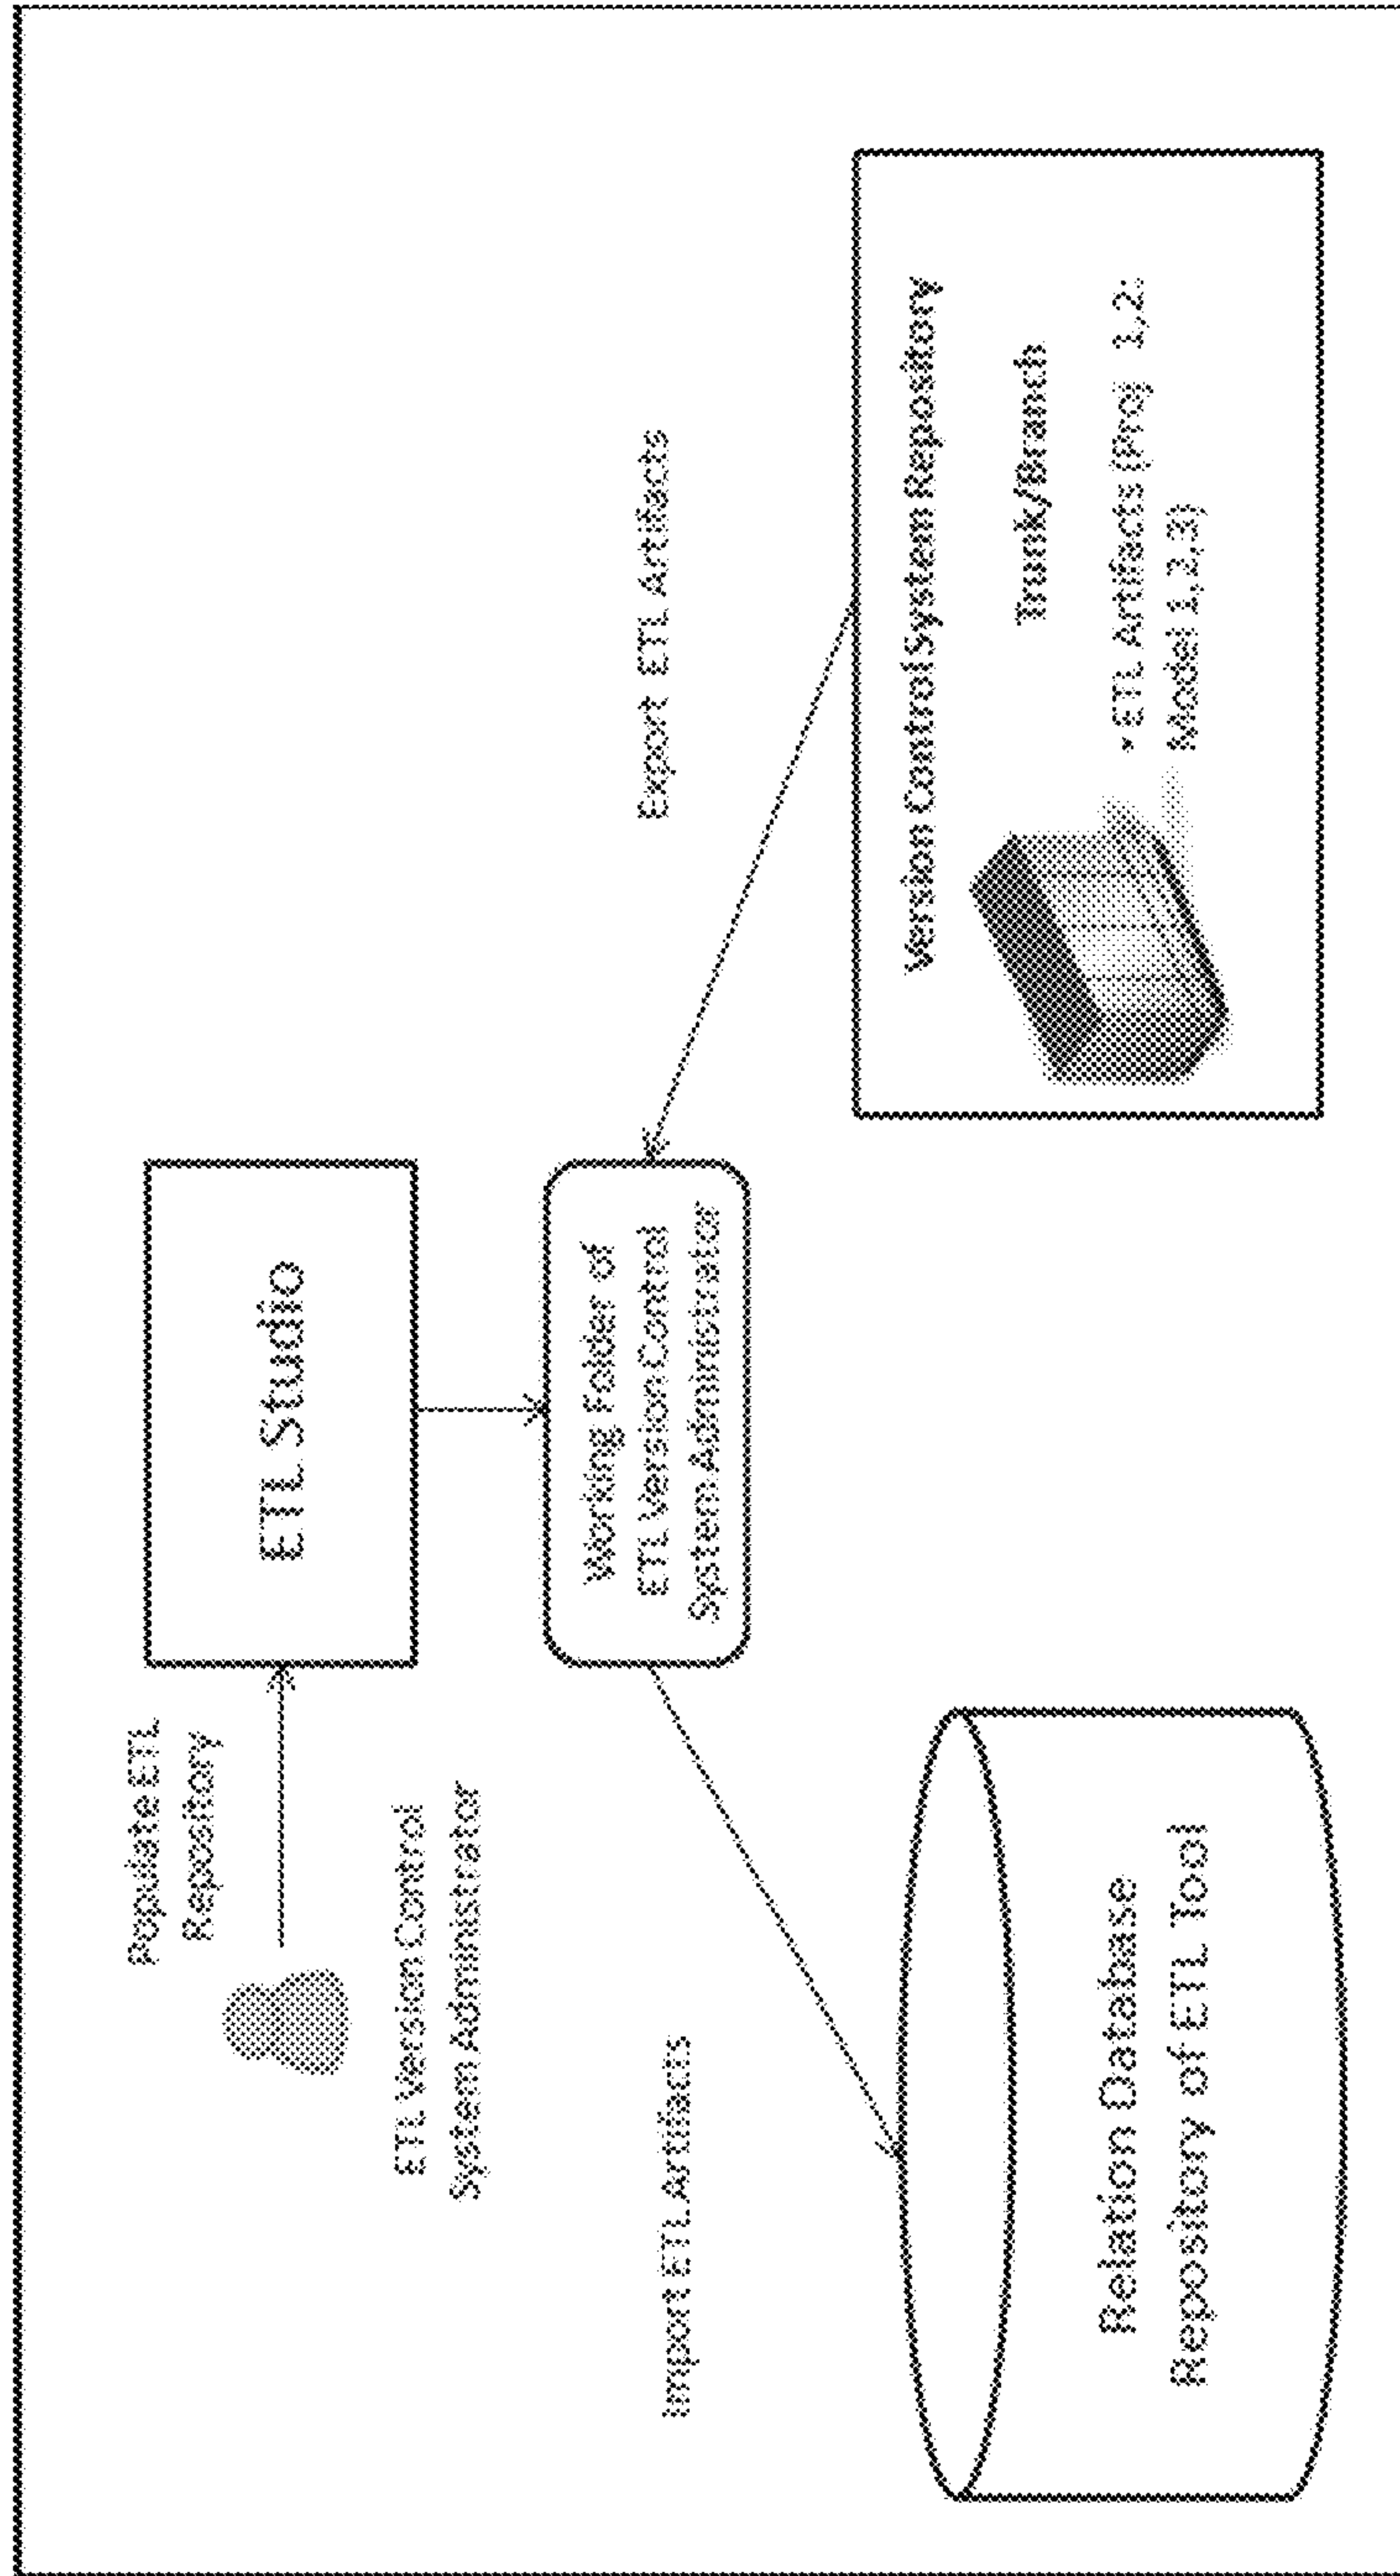 Populate ETL
Repository
ETL Studio
ETL Version Control
System Administrator
Working Folder of
ETL Version Control
System Administrator
Import ETL Artifacts
Export ETL Artifacts
Relation Database
Repository of ETL Tool
Version Control System Repository
Trunk/Branch
• ETL Artifacts (Proj 1,2:
Model 1,2,3)